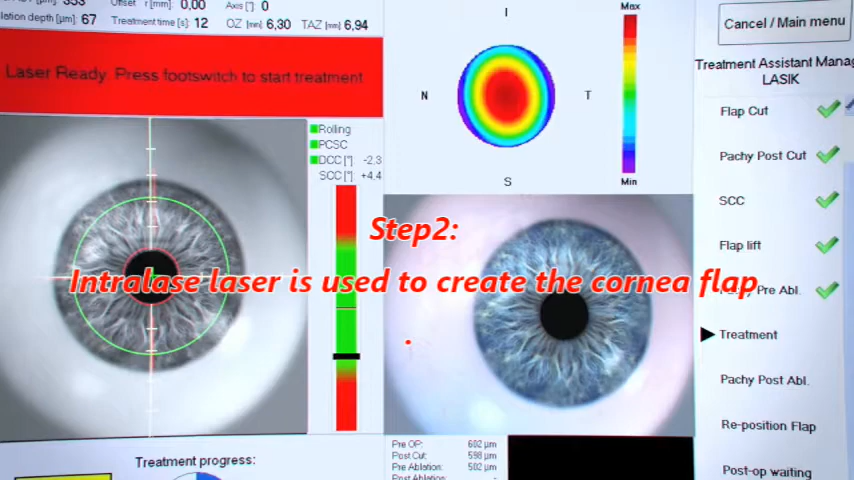 Offset r[mm]: 0,00 Axis [°] 0
lation depth [µm]: 67 Treatment time [s]: 12 OZ [mm] 6,30 TAZ [mm] 6,94
Laser Ready. Press footswitch to start treatment
Rolling
PCSC
DCC [°] -2,3
SCC [°] +4,4
I
N
T
S
Max
Min
Cancel / Main menu
Treatment Assistant Manag
LASIK
Flap Cut
Pachy Post Cut
SCC
Flap lift
Pachy Pre Abl.
Treatment
Pachy Post Abl.
Re-position Flap
Post-op waiting
Step2:
Intralase laser is used to create the cornea flap
Treatment progress:
Pre OP: 602 µm
Post Cut: 598 µm
Pre Ablation: 502 µm
Post Ablation: -